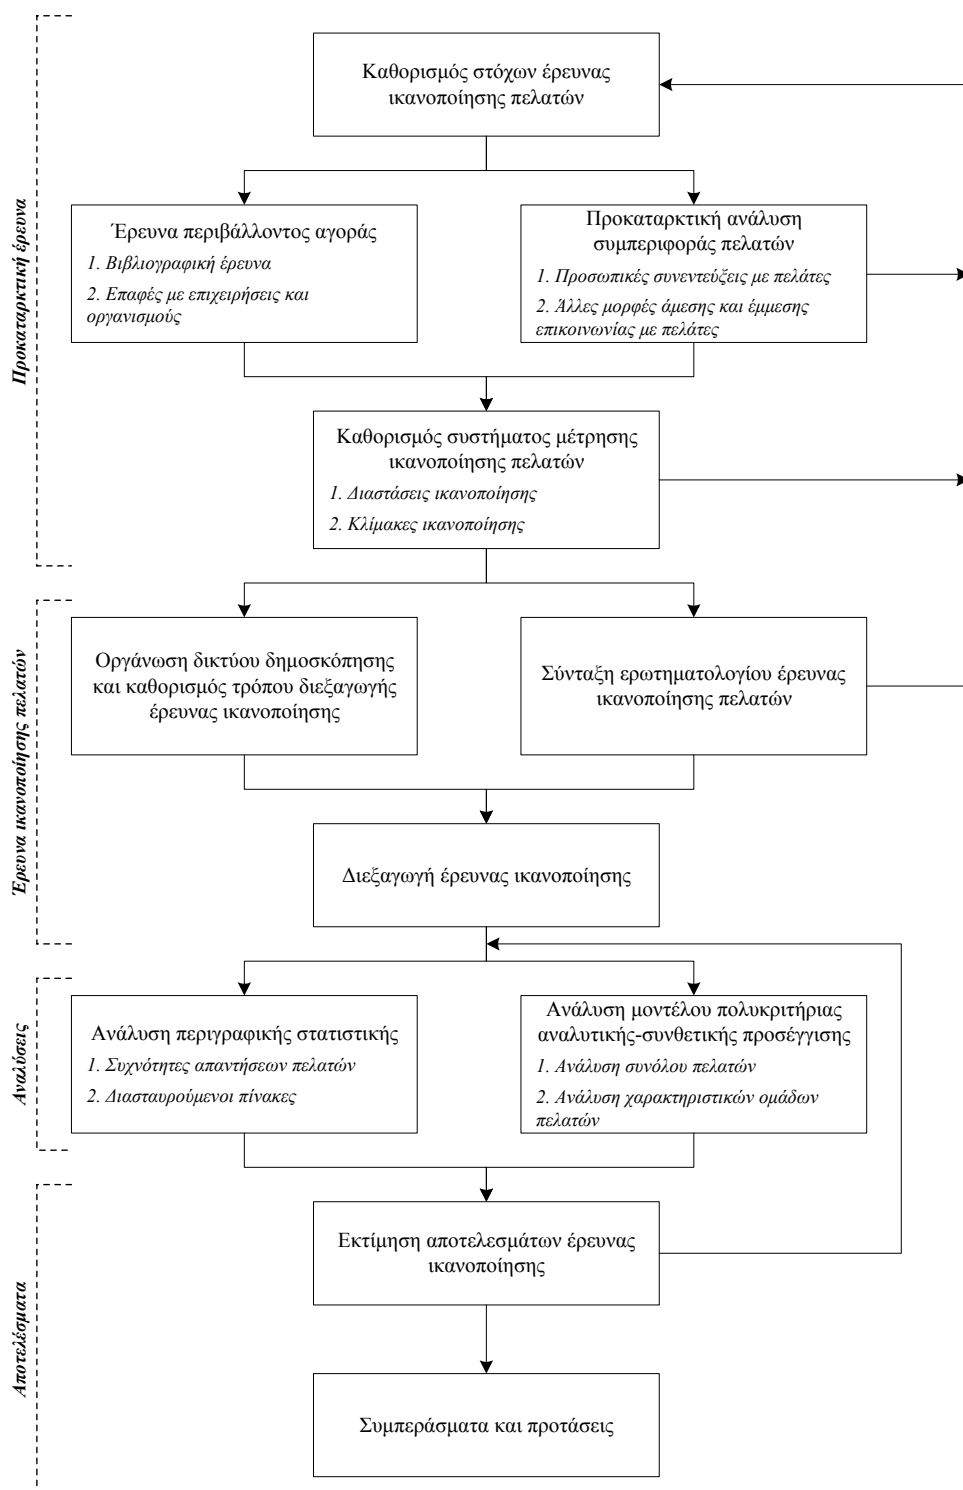 Προκαταρκτική έρευνα
Καθορισμός στόχων έρευνας
ικανοποίησης πελατών
Έρευνα περιβάλλοντος αγοράς
1. Βιβλιογραφική έρευνα
2. Επαφές με επιχειρήσεις και
οργανισμούς
Προκαταρκτική ανάλυση
συμπεριφοράς πελατών
1. Προσωπικές συνεντεύξεις με πελάτες
2. Άλλες μορφές άμεσης και έμμεσης
επικοινωνίας με πελάτες
Καθορισμός συστήματος μέτρησης
ικανοποίησης πελατών
1. Διαστάσεις ικανοποίησης
2. Κλίμακες ικανοποίησης
Έρευνα ικανοποίησης πελατών
Οργάνωση δικτύου δημοσκόπησης
και καθορισμός τρόπου διεξαγωγής
έρευνας ικανοποίησης
Σύνταξη ερωτηματολογίου έρευνας
ικανοποίησης πελατών
Διεξαγωγή έρευνας ικανοποίησης
Αναλύσεις
Ανάλυση περιγραφικής στατιστικής
1. Συχνότητες απαντήσεων πελατών
2. Διασταυρούμενοι πίνακες
Ανάλυση μοντέλου πολυκριτήριας
αναλυτικής-συνθετικής προσέγγισης
1. Ανάλυση συνόλου πελατών
2. Ανάλυση χαρακτηριστικών ομάδων
πελατών
Αποτελέσματα
Εκτίμηση αποτελεσμάτων έρευνας
ικανοποίησης
Συμπεράσματα και προτάσεις